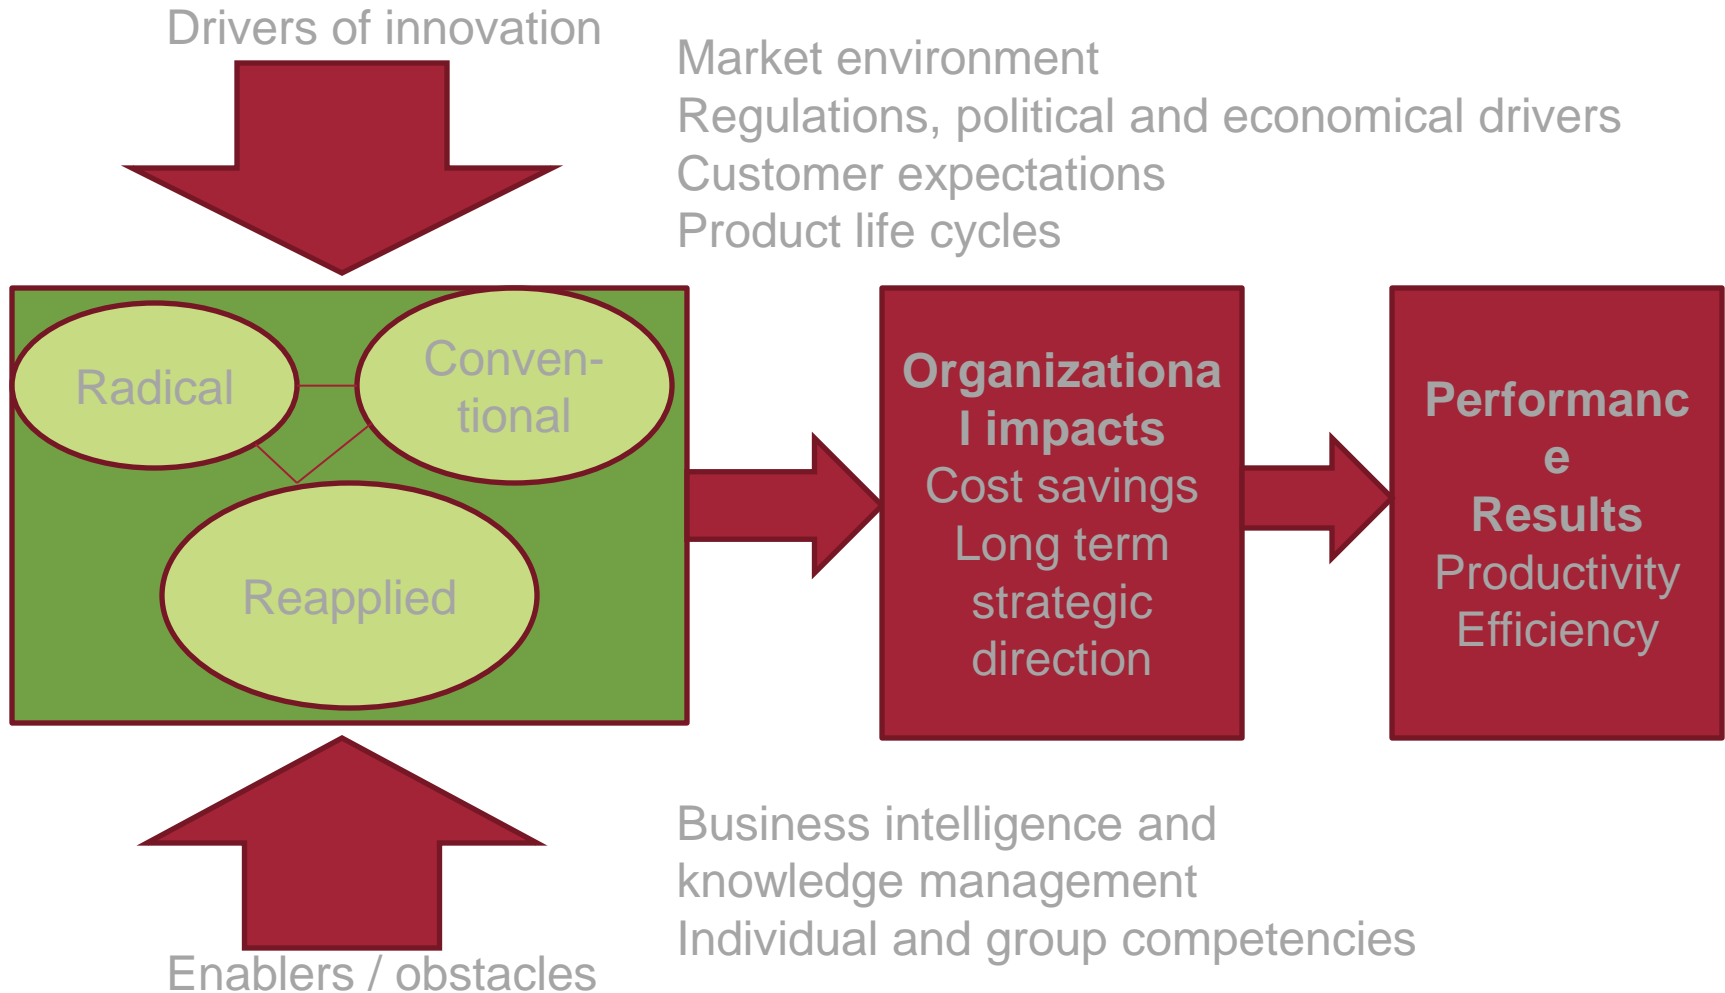 Drivers of innovation
Market environment
Regulations, political and economical drivers
Customer expectations
Product life cycles
Radical
Conven-
tional
Reapplied
Organizationa
l impacts
Cost savings
Long term
strategic
direction
Performanc
e
Results
Productivity
Efficiency
Business intelligence and
knowledge management
Individual and group competencies
Enablers / obstacles